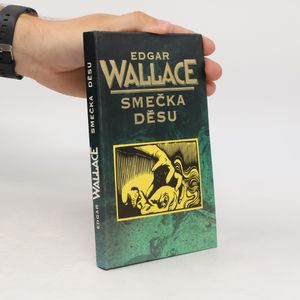 EDGAR
WALLACE
SMEČKA
DĚSU
EDGAR WALLACE SMEČKA DĚSU